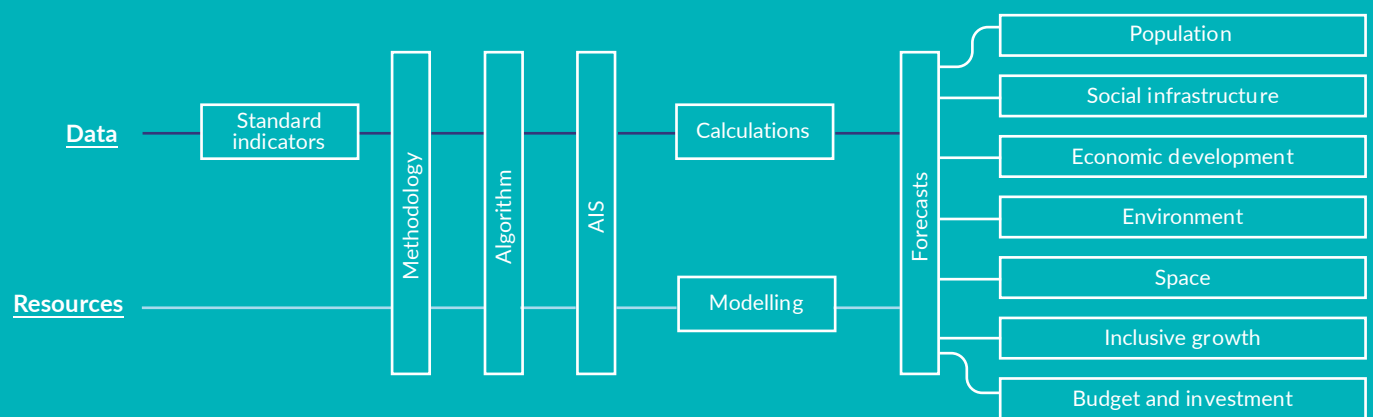 Data
Standard
indicators
Methodology
Algorithm
AIS
Calculations
Forecasts
Population
Social infrastructure
Economic development
Environment
Space
Inclusive growth
Budget and investment
Resources
Modelling